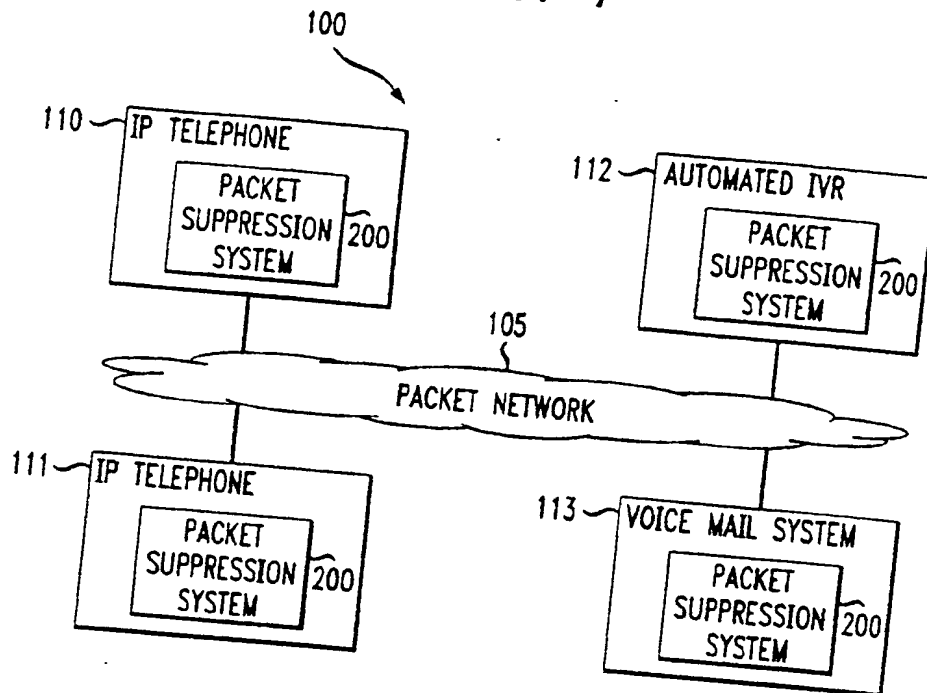 100
110 IP TELEPHONE
PACKET
SUPPRESSION
SYSTEM
200
112 AUTOMATED IVR
PACKET
SUPPRESSION
SYSTEM
200
105
PACKET NETWORK
111 IP TELEPHONE
PACKET
SUPPRESSION
SYSTEM
200
113 VOICE MAIL SYSTEM
PACKET
SUPPRESSION
SYSTEM
200